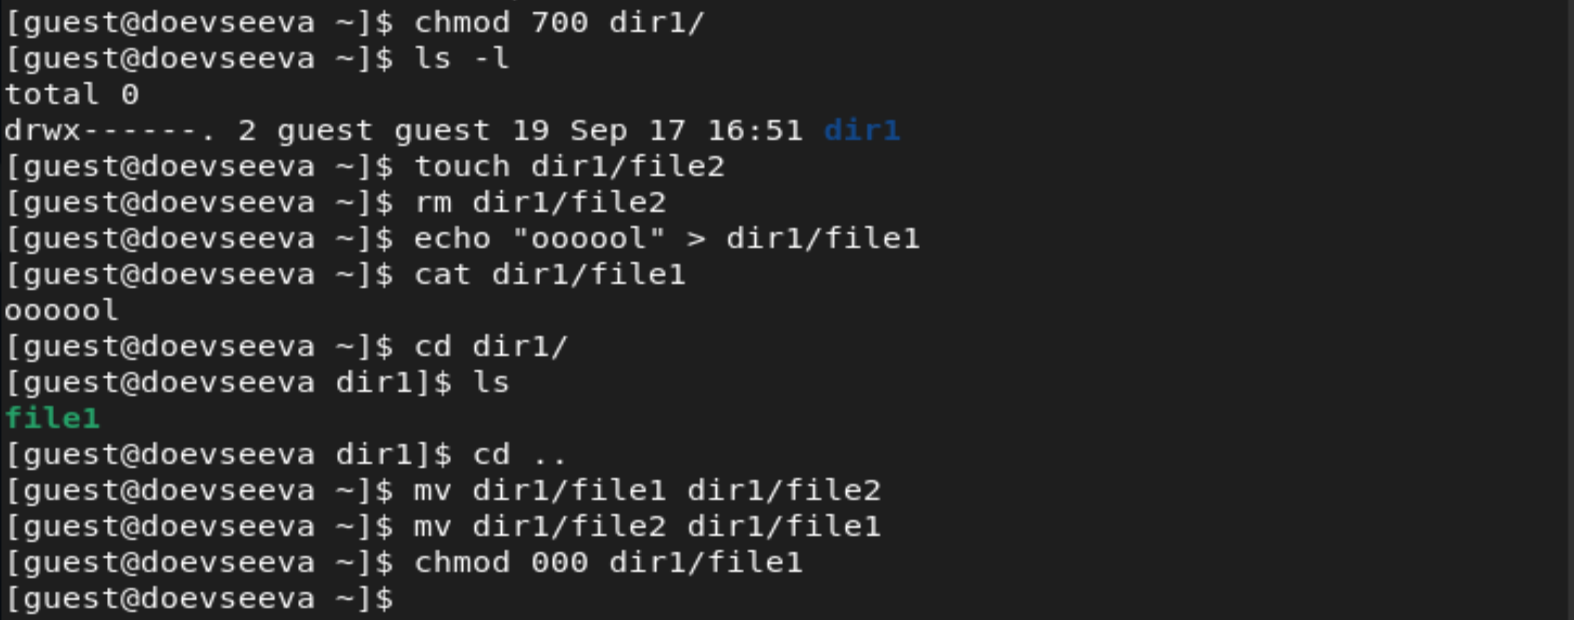 [guest@doevseeva ~]$ chmod 700 dir1/
[guest@doevseeva ~]$ ls -l
total 0
drwx------. 2 guest guest 19 Sep 17 16:51 dir1
[guest@doevseeva ~]$ touch dir1/file2
[guest@doevseeva ~]$ rm dir1/file2
[guest@doevseeva ~]$ echo "oooool" > dir1/file1
[guest@doevseeva ~]$ cat dir1/file1
oooool
[guest@doevseeva ~]$ cd dir1/
[guest@doevseeva dir1]$ ls
file1
[guest@doevseeva dir1]$ cd ..
[guest@doevseeva ~]$ mv dir1/file1 dir1/file2
[guest@doevseeva ~]$ mv dir1/file2 dir1/file1
[guest@doevseeva ~]$ chmod 000 dir1/file1
[guest@doevseeva ~]$